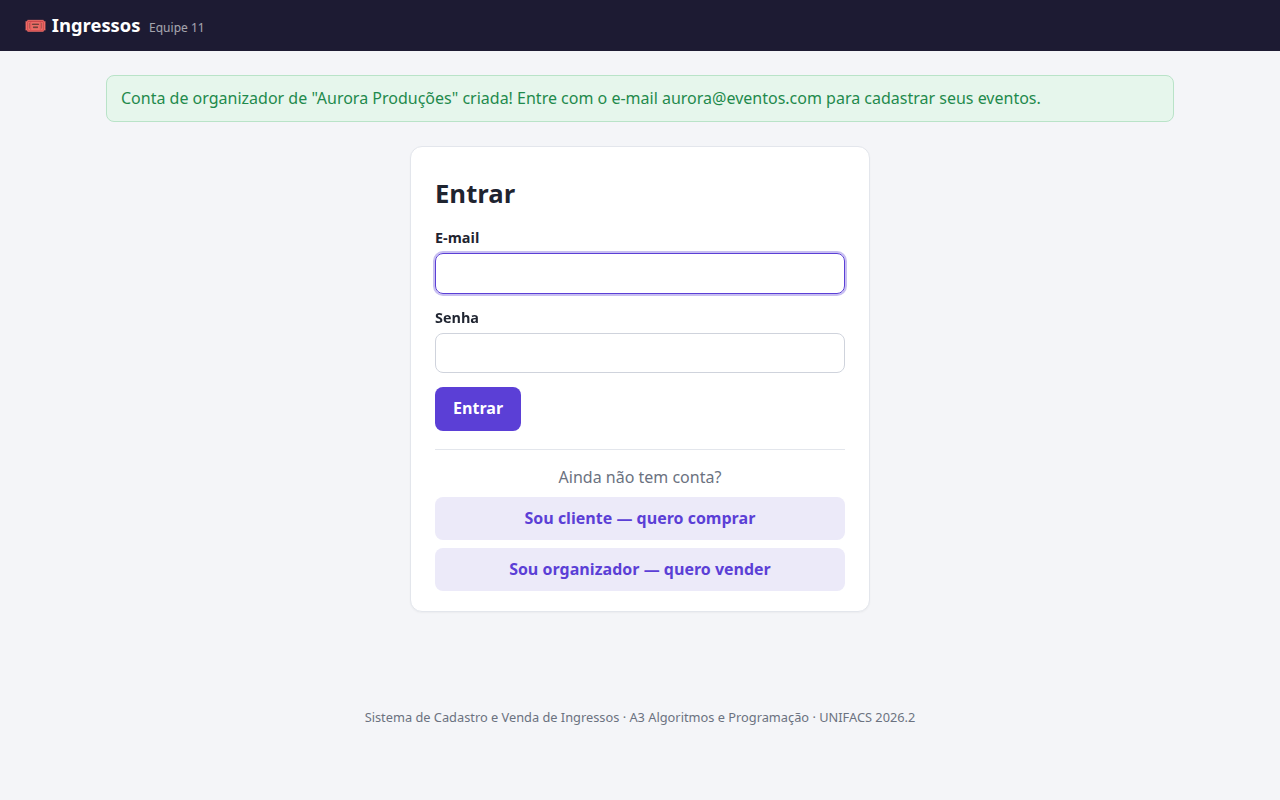 Ingressos Equipe 11
Conta de organizador de "Aurora Produções" criada! Entre com o e-mail aurora@eventos.com para cadastrar seus eventos.
Entrar
E-mail
Senha
Entrar
Ainda não tem conta?
Sou cliente — quero comprar
Sou organizador — quero vender
Sistema de Cadastro e Venda de Ingressos · A3 Algoritmos e Programação · UNIFACS 2026.2